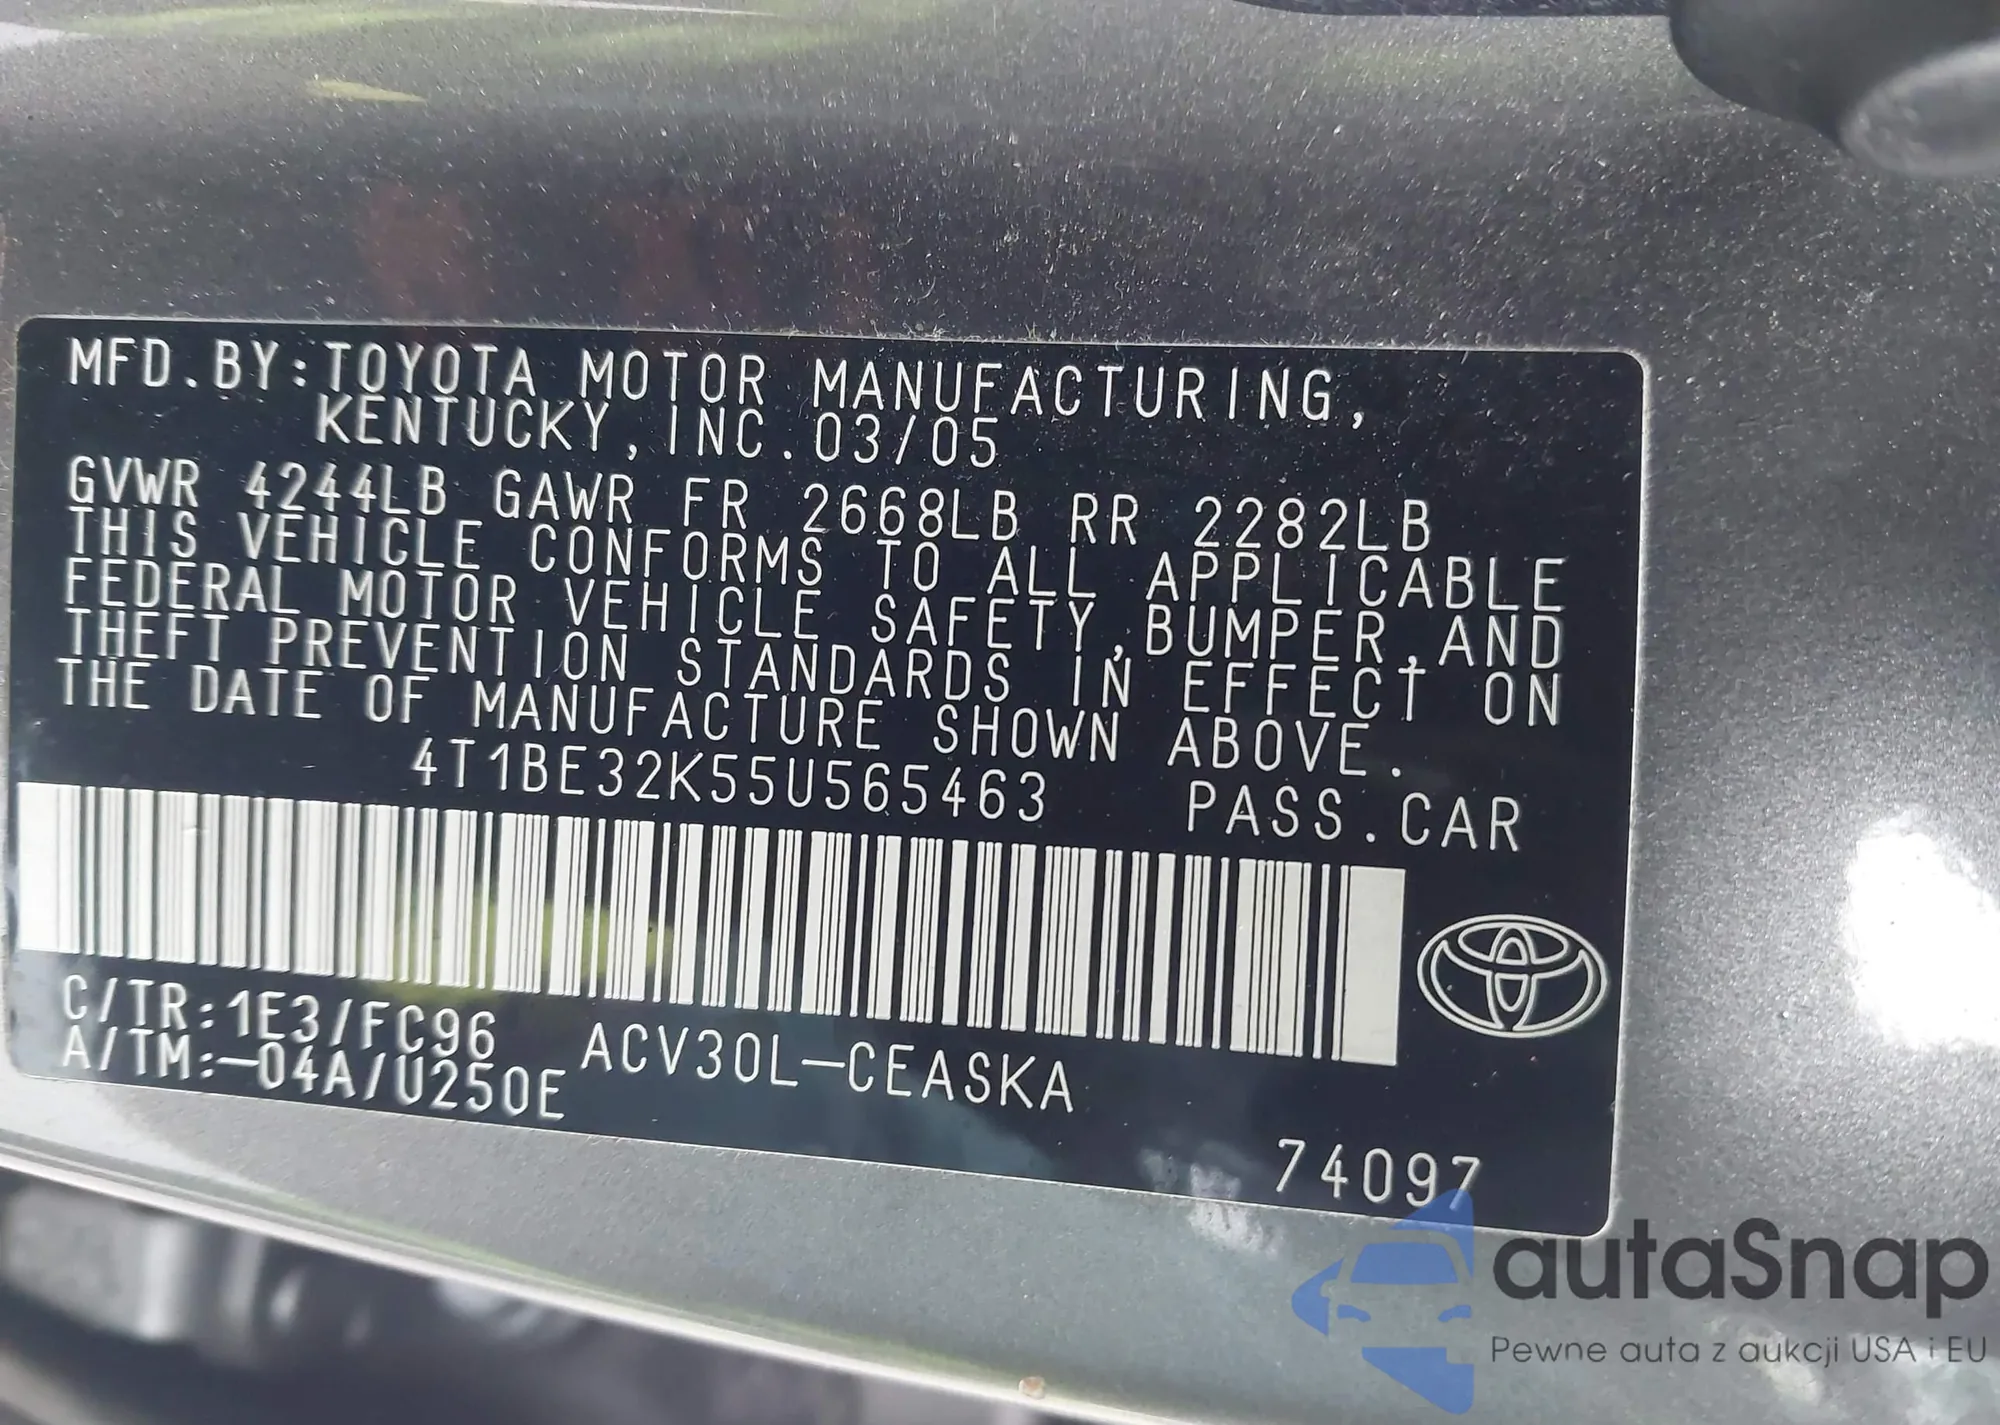 MFD.BY:TOYOTA MOTOR MANUFACTURING,
KENTUCKY,INC.03/05
GVWR 4244LB GAWR FR 2668LB RR 2282LB
THIS VEHICLE CONFORMS TO ALL APPLICABLE
FEDERAL MOTOR VEHICLE SAFETY,BUMPER,AND
THEFT PREVENTION STANDARDS IN EFFECT ON
THE DATE OF MANUFACTURE SHOWN ABOVE.
4T1BE32K55U565463 PASS.CAR
C/TR:1E3/FC96 ACV30L-CEASKA
A/TM:-04A/U250E
74097
autaSnap
Pewne auta z aukcji USA i EU